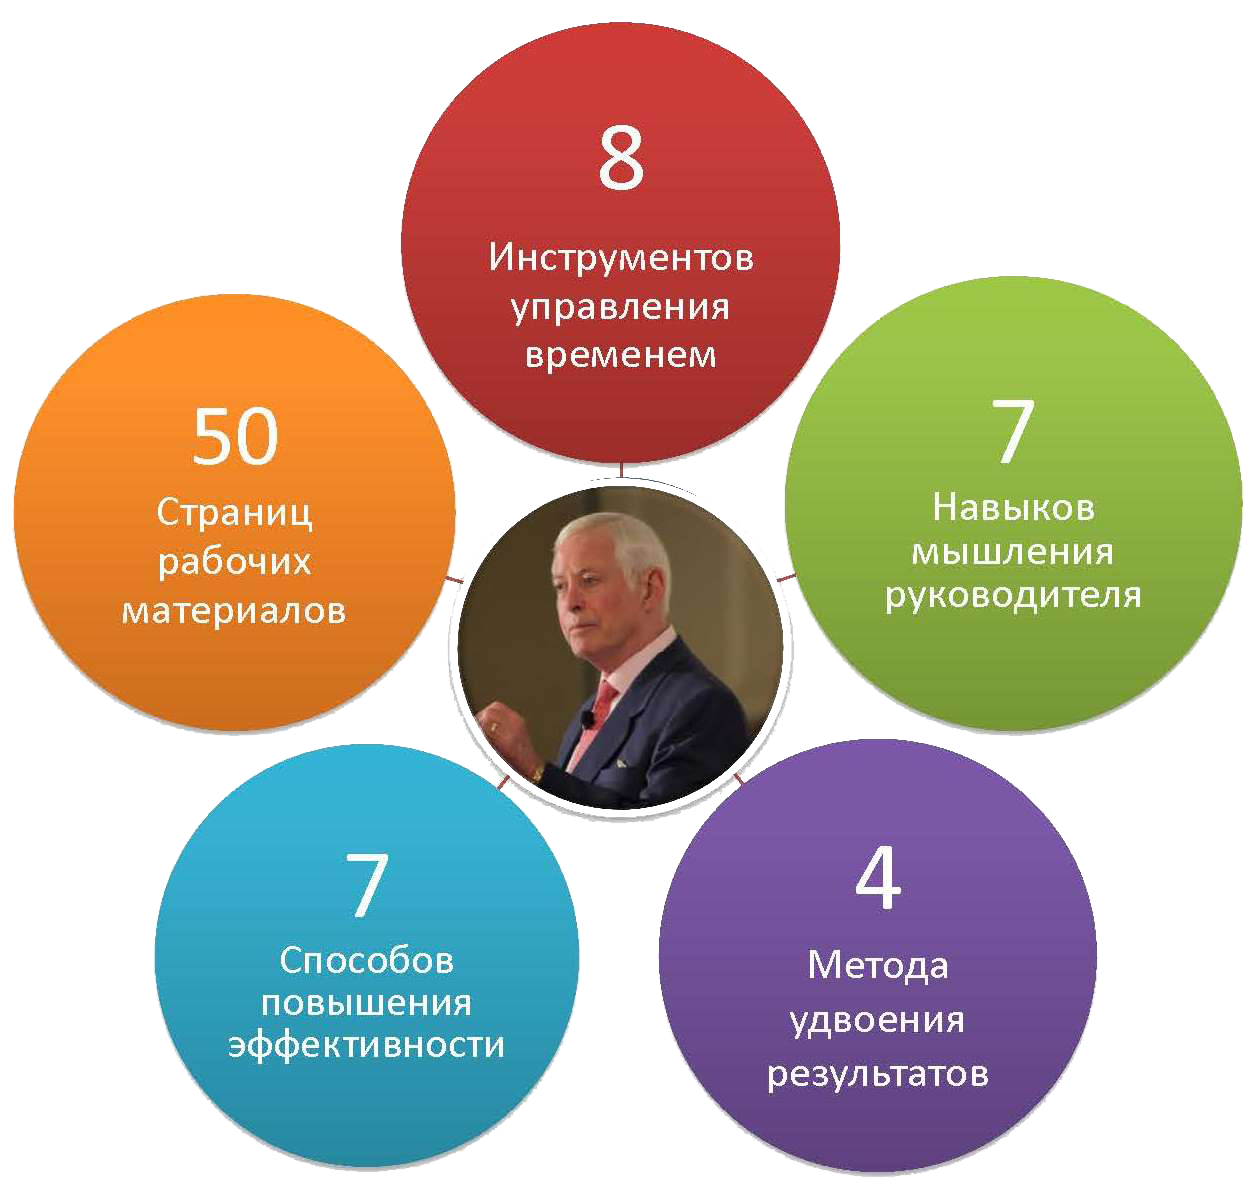 8
Инструментов
управления
временем
50
Страниц
рабочих
материалов
7
Навыков
мышления
руководителя
7
Способов
повышения
эффективности
4
Метода
удвоения
результатов